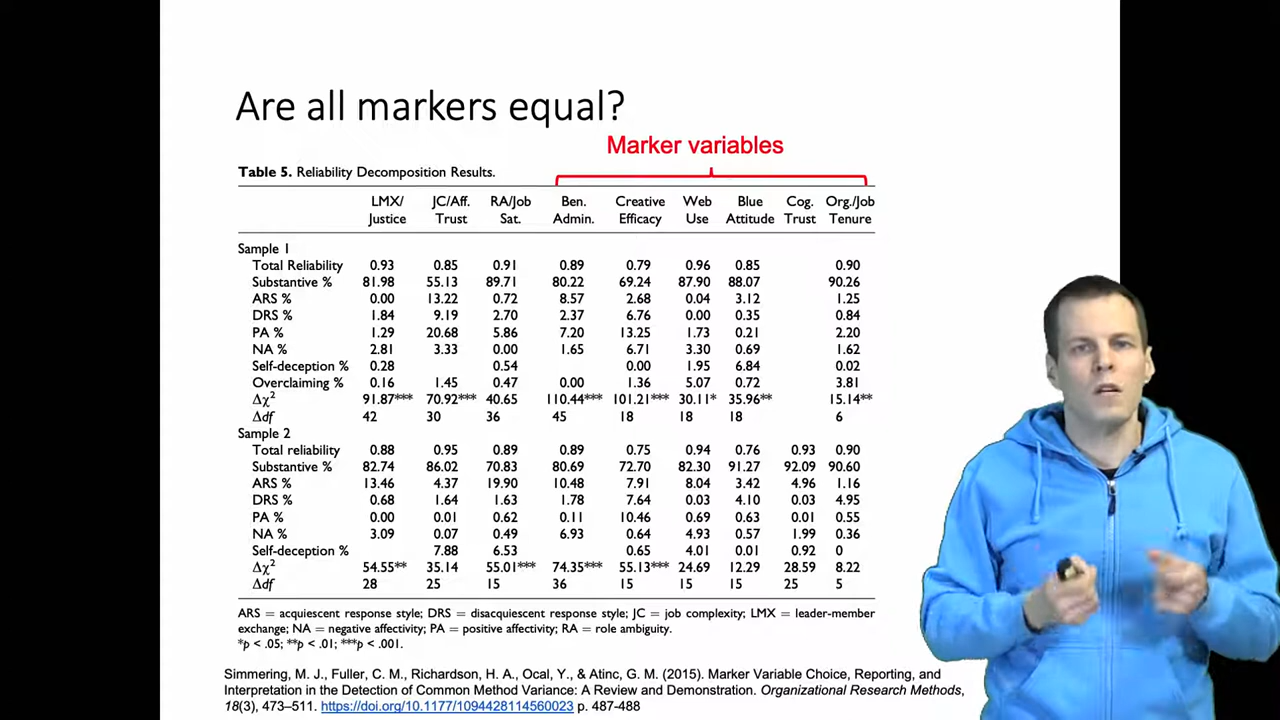 Are all markers equal?
Marker variables
Table 5. Reliability Decomposition Results.
LMX/ JC/Aff. RA/Job Ben. Creative Web Blue Cog. Org./Job
Justice Trust Sat. Admin. Efficacy Use Attitude Trust Tenure
Sample 1
Total Reliability 0.93 0.85 0.91 0.89 0.79 0.96 0.85 0.90
Substantive % 81.98 55.13 89.71 80.22 69.24 87.90 88.07 90.26
ARS % 0.00 13.22 0.72 8.57 2.68 0.04 3.12 1.25
DRS % 1.84 9.19 2.70 2.37 6.76 0.00 0.35 0.84
PA % 1.29 20.68 5.86 7.20 13.25 1.73 0.21 2.20
NA % 2.81 3.33 0.00 1.65 6.71 3.30 0.69 1.62
Self-deception % 0.28 0.54 0.00 1.95 6.84 0.02
Overclaiming % 0.16 1.45 0.47 0.00 1.36 5.07 0.72 3.81
Δχ² 91.87*** 70.92*** 40.65 110.44*** 101.21*** 30.11* 35.96** 15.14**
Δdf 42 30 36 45 18 18 18 6
Sample 2
Total reliability 0.88 0.95 0.89 0.89 0.75 0.94 0.76 0.93 0.90
Substantive % 82.74 86.02 70.83 80.69 72.70 82.30 91.27 92.09 90.60
ARS % 13.46 4.37 19.90 10.48 7.91 8.04 3.42 4.96 1.16
DRS % 0.68 1.64 1.63 1.78 7.64 0.03 4.10 0.03 4.95
PA % 0.00 0.01 0.62 0.11 10.46 0.69 0.63 0.01 0.55
NA % 3.09 0.07 0.49 6.93 0.64 4.93 0.57 1.99 0.36
Self-deception % 7.88 6.53 0.65 4.01 0.01 0.92 0
Δχ² 54.55** 35.14 55.01*** 74.35*** 55.13*** 24.69 12.29 28.59 8.22
Δdf 28 25 15 36 15 15 15 25 5
ARS = acquiescent response style; DRS = disacquiescent response style; JC = job complexity; LMX = leader-member
exchange; NA = negative affectivity; PA = positive affectivity; RA = role ambiguity.
*p < .05; **p < .01; ***p < .001.
Simmering, M. J., Fuller, C. M., Richardson, H. A., Ocal, Y., & Atinc, G. M. (2015). Marker Variable Choice, Reporting, and
Interpretation in the Detection of Common Method Variance: A Review and Demonstration. Organizational Research Methods,
18(3), 473–511. https://doi.org/10.1177/1094428114560023 p. 487-488